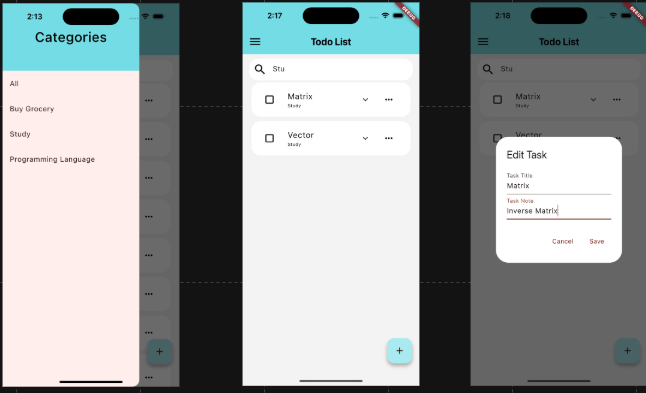 2:13
Categories
All
Buy Grocery
Study
Programming Language
2:17
DEBUG
Todo List
Stu
Matrix
Study
Vector
Study
2:18
DEBUG
Todo List
Stu
Matrix
Study
Vector
Edit Task
Task Title
Matrix
Task Note
Inverse Matrix
Cancel
Save